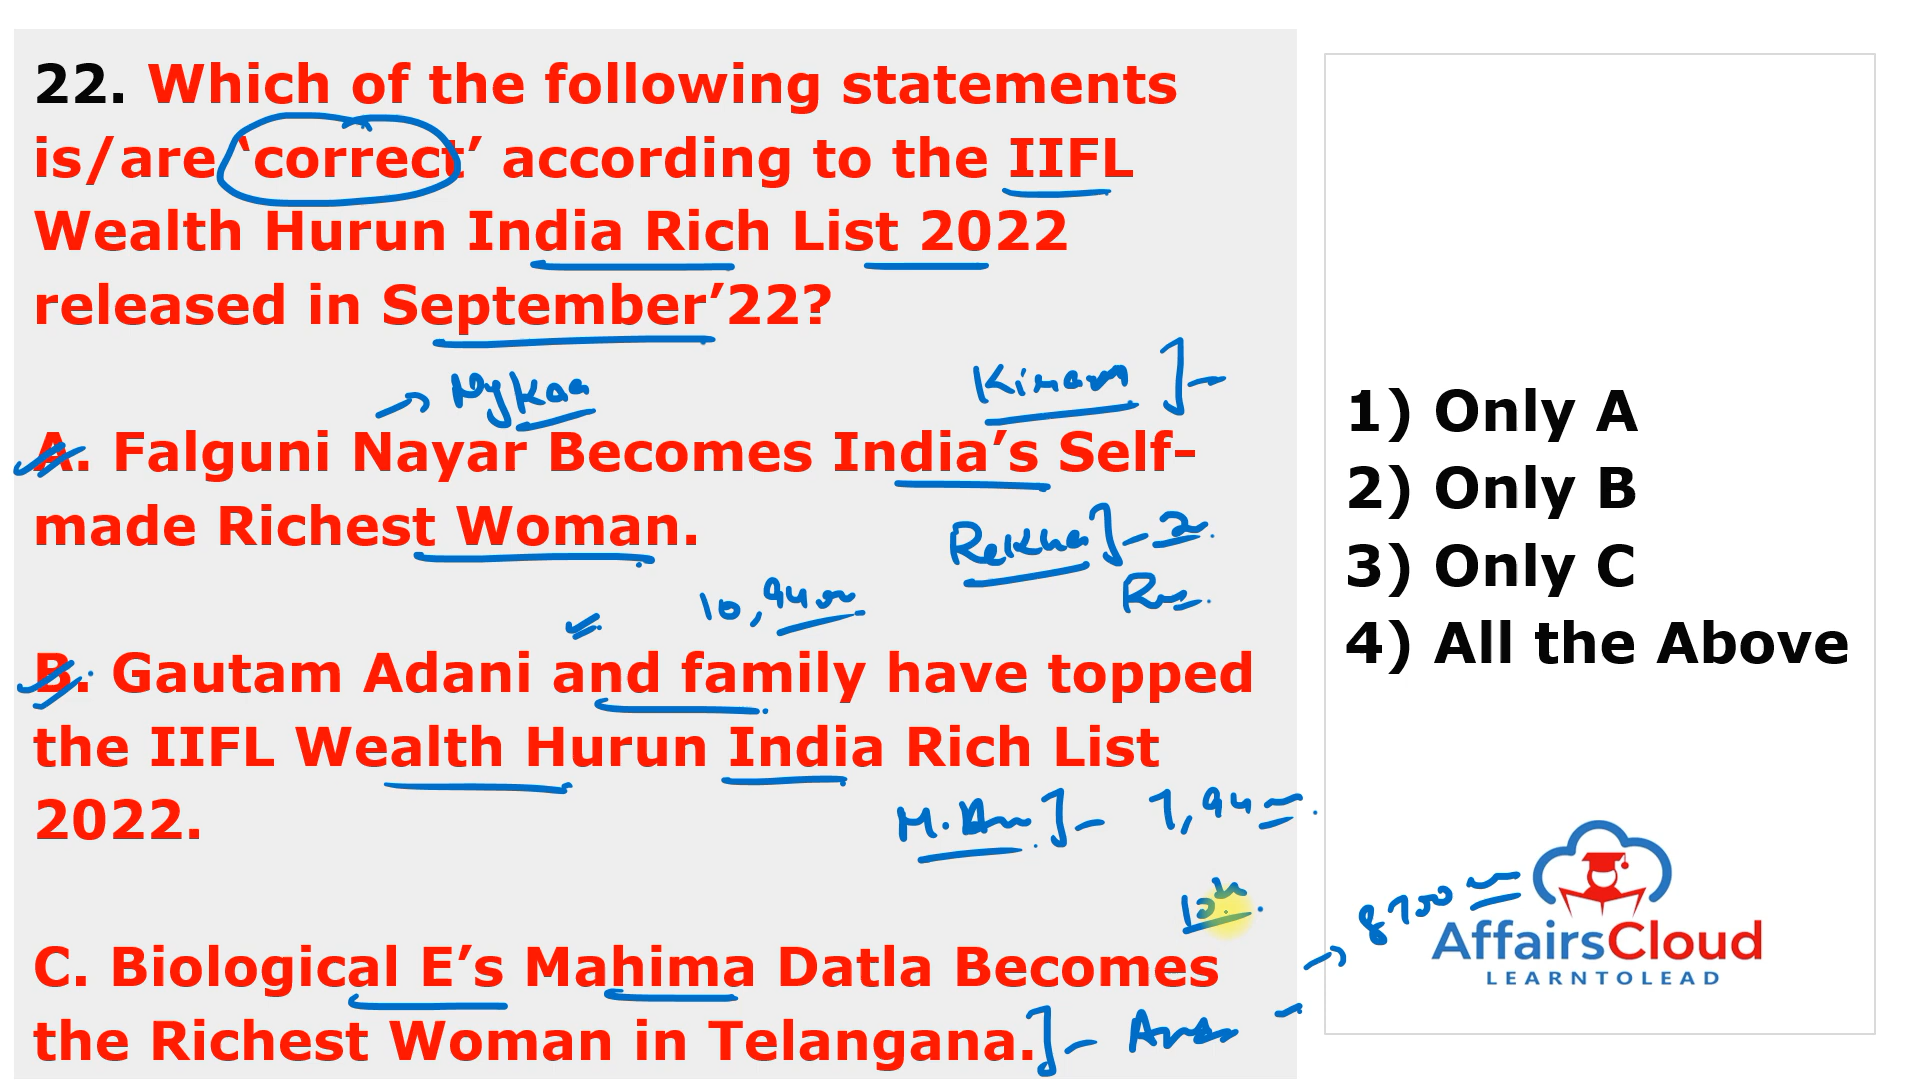 22. Which of the following statements
is/are ‘correct’ according to the IIFL
Wealth Hurun India Rich List 2022
released in September’22?
Nykaa
Kiran
A. Falguni Nayar Becomes India’s Self–
made Richest Woman.
Rekha 2
10,94
B. Gautam Adani and family have topped
the IIFL Wealth Hurun India Rich List
2022.
7,94
C. Biological E’s Mahima Datla Becomes
the Richest Woman in Telangana.
8700
1) Only A
2) Only B
3) Only C
4) All the Above
AffairsCloud
LEARNTOLEAD